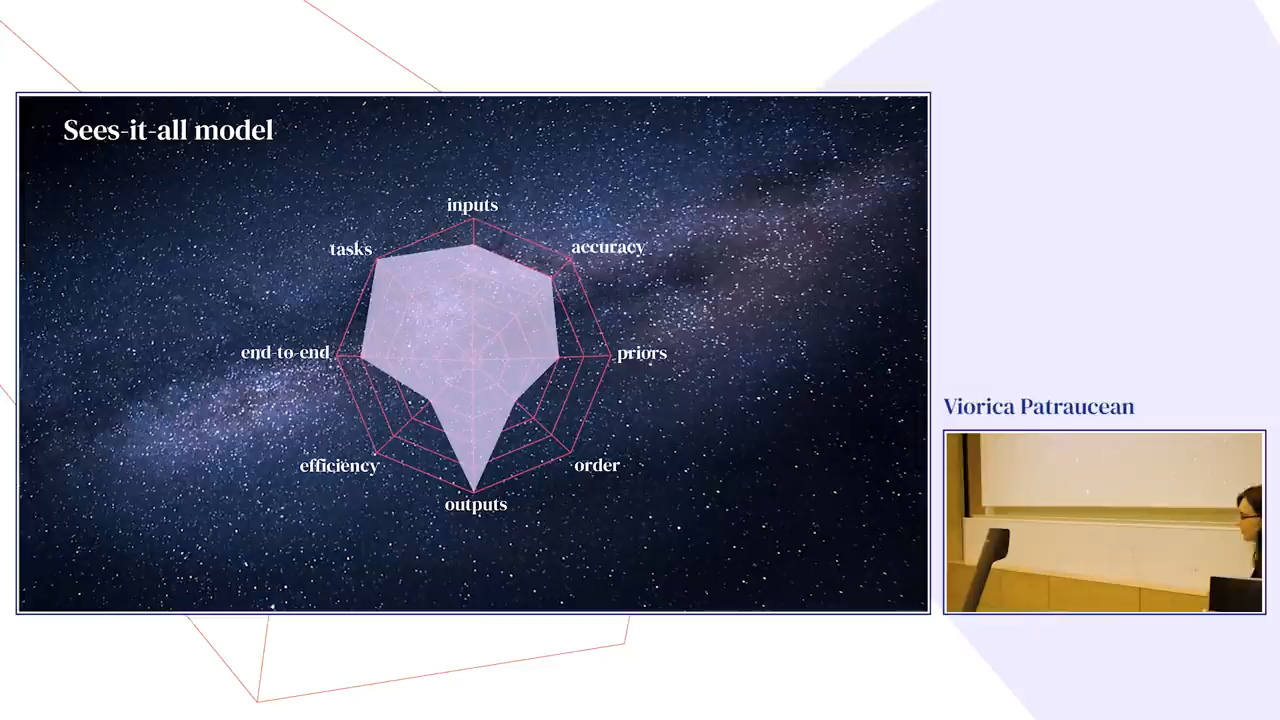 Sees-it-all model
inputs
tasks
accuracy
end-to-end
priors
efficiency
order
outputs
Viorica Patraucean